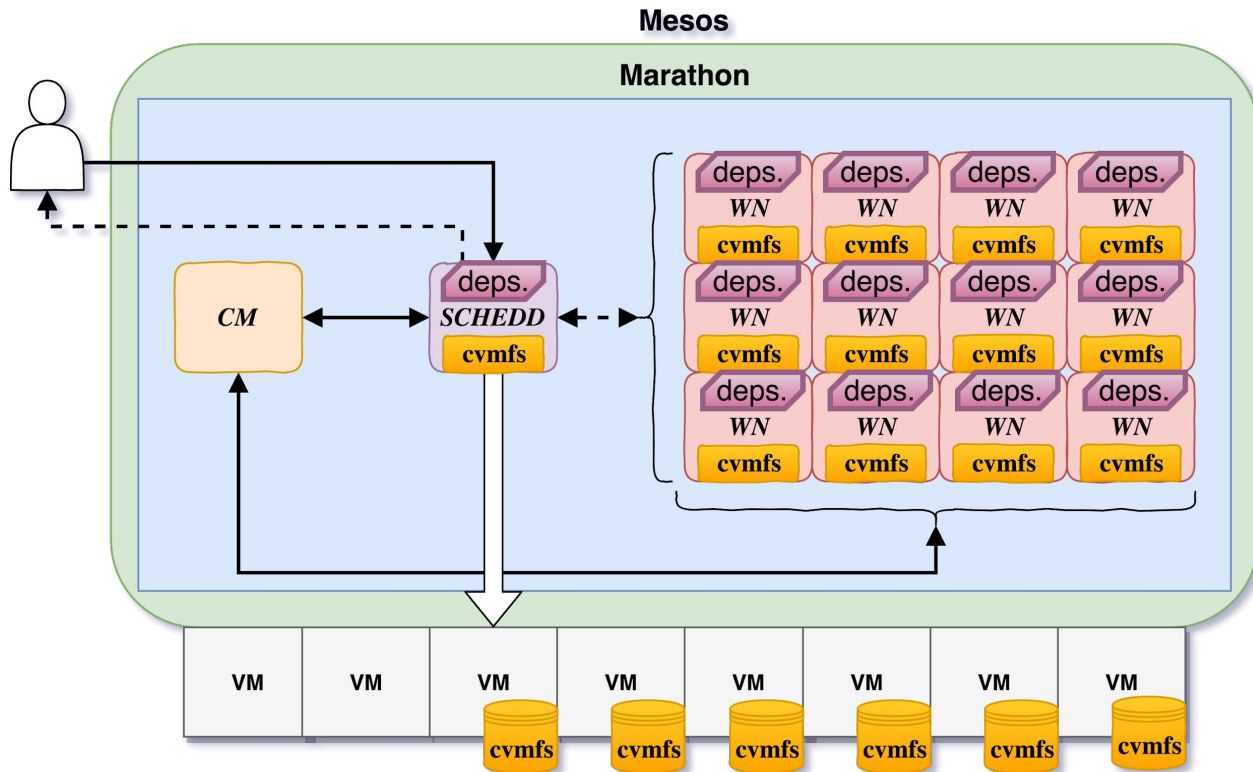 Mesos
Marathon
deps. deps. deps. deps.
WN WN WN WN
cvmfs cvmfs cvmfs cvmfs
deps. deps. deps. deps. deps.
CM SCHEDD WN WN WN WN
cvmfs cvmfs cvmfs cvmfs cvmfs
deps. deps. deps. deps.
WN WN WN WN
cvmfs cvmfs cvmfs cvmfs
VM VM VM VM VM VM VM VM
cvmfs cvmfs cvmfs cvmfs cvmfs cvmfs